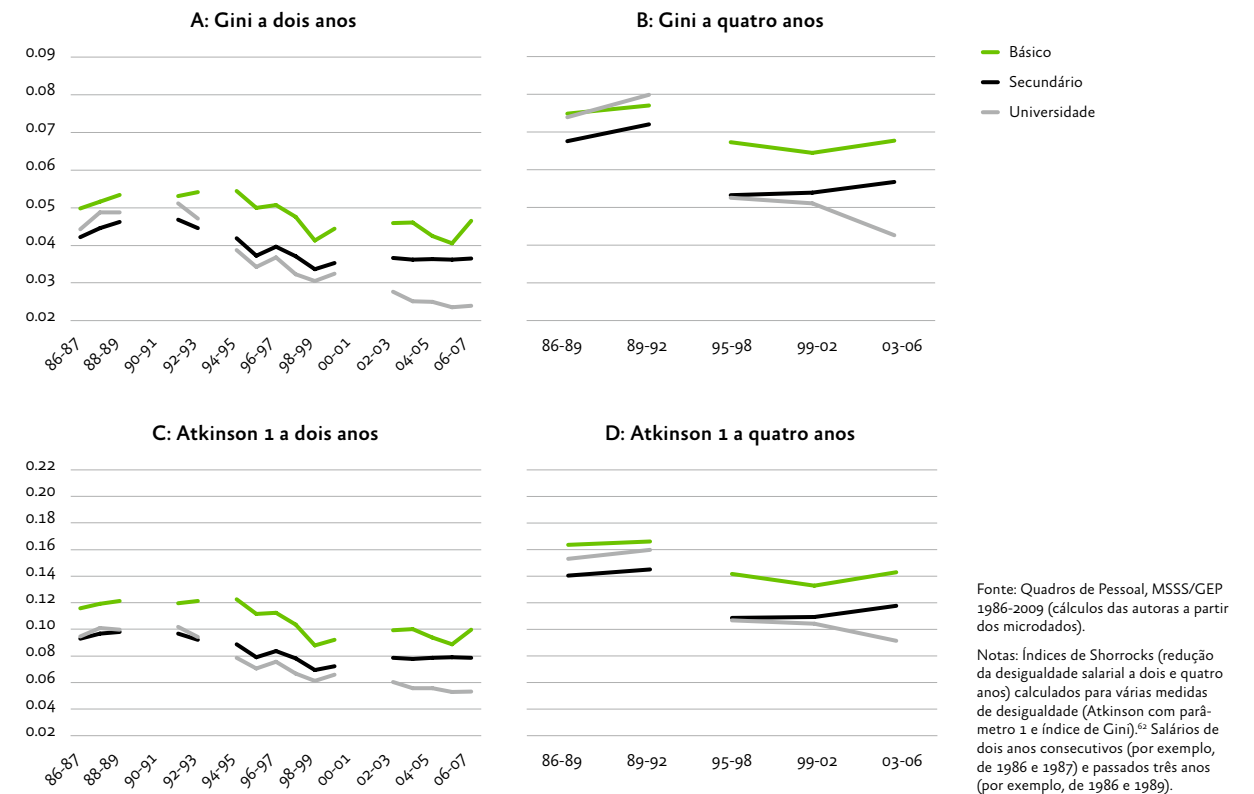 A: Gini a dois anos
0.09
0.08
0.07
0.06
0.05
0.04
0.03
0.02
86-87
88-89
90-91
92-93
94-95
96-97
98-99
00-01
02-03
04-05
06-07
B: Gini a quatro anos
86-89
89-92
95-98
99-02
03-06
Básico
Secundário
Universidade
C: Atkinson 1 a dois anos
0.22
0.20
0.18
0.16
0.14
0.12
0.10
0.08
0.06
0.04
0.02
86-87
88-89
90-91
92-93
94-95
96-97
98-99
00-01
02-03
04-05
06-07
D: Atkinson 1 a quatro anos
86-89
89-92
95-98
99-02
03-06
Fonte: Quadros de Pessoal, MSSS/GEP
1986-2009 (cálculos das autoras a partir
dos microdados).
Notas: Índices de Shorrocks (redução
da desigualdade salarial a dois e quatro
anos) calculados para várias medidas
de desigualdade (Atkinson com parâ-
metro 1 e índice de Gini).⁶² Salários de
dois anos consecutivos (por exemplo,
de 1986 e 1987) e passados três anos
(por exemplo, de 1986 e 1989).